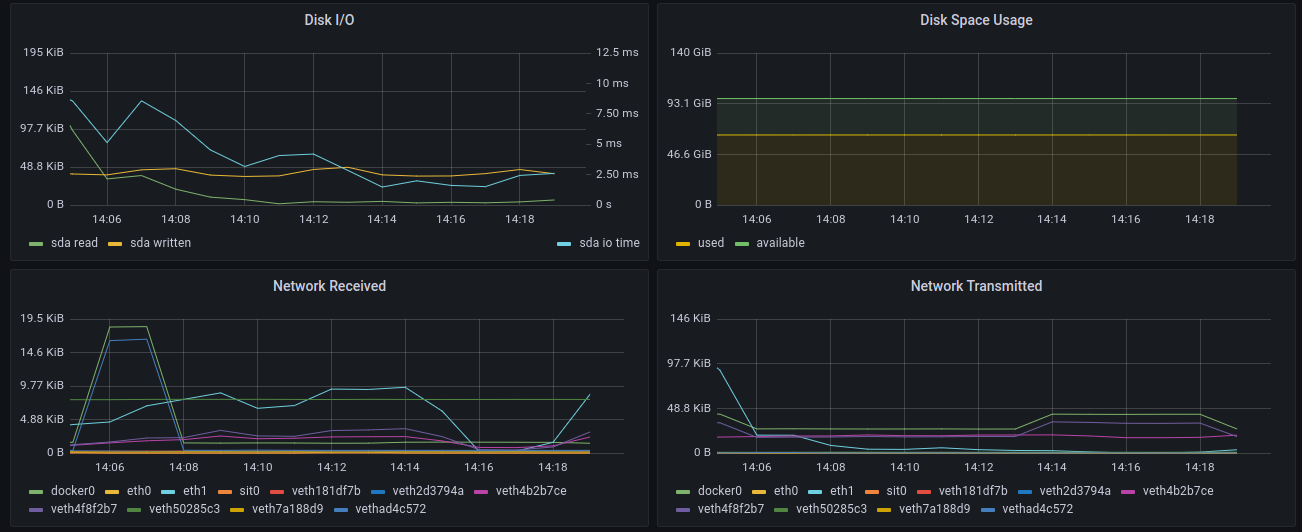 Disk I/O
195 KiB
146 KiB
97.7 KiB
48.8 KiB
0 B
12.5 ms
10 ms
7.50 ms
5 ms
2.50 ms
0 s
14:06 14:08 14:10 14:12 14:14 14:16 14:18
sda read sda written sda io time
Disk Space Usage
140 GiB
93.1 GiB
46.6 GiB
0 B
14:06 14:08 14:10 14:12 14:14 14:16 14:18
used available
Network Received
19.5 KiB
14.6 KiB
9.77 KiB
4.88 KiB
0 B
14:06 14:08 14:10 14:12 14:14 14:16 14:18
docker0 eth0 eth1 sit0 veth181df7b veth2d3794a veth4b2b7ce
veth4f8f2b7 veth50285c3 veth7a188d9 vethad4c572
Network Transmitted
146 KiB
97.7 KiB
48.8 KiB
0 B
14:06 14:08 14:10 14:12 14:14 14:16 14:18
docker0 eth0 eth1 sit0 veth181df7b veth2d3794a veth4b2b7ce
veth4f8f2b7 veth50285c3 veth7a188d9 vethad4c572